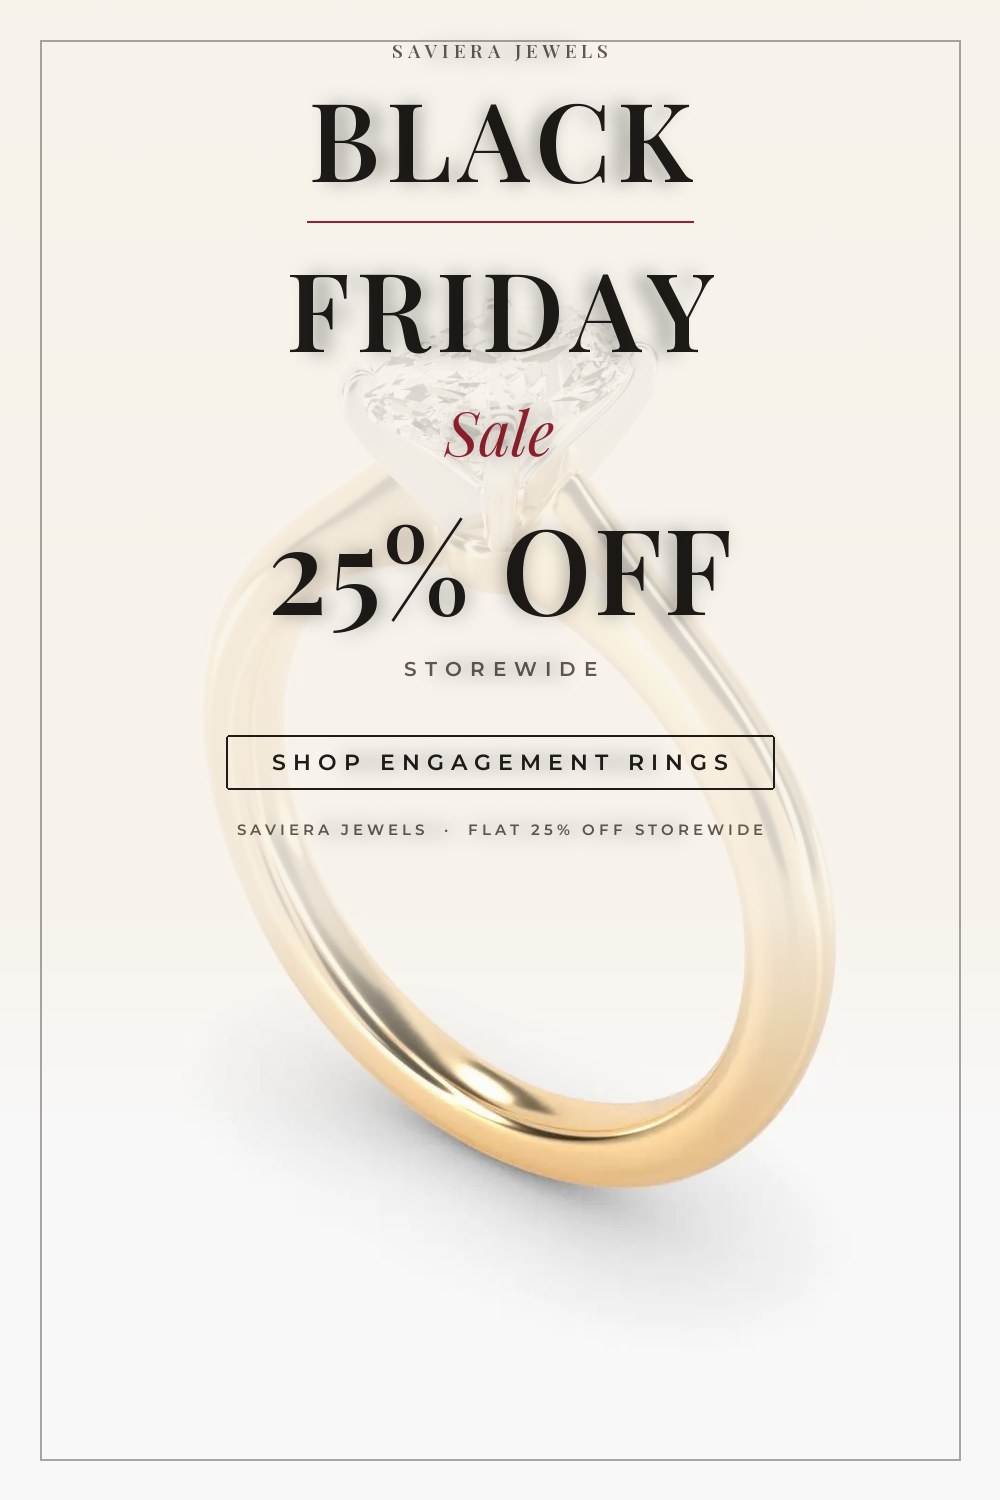 SAVIERA JEWELS
BLACK
FRIDAY
Sale
25% OFF
STOREWIDE
SHOP ENGAGEMENT RINGS
SAVIERA JEWELS · FLAT 25% OFF STOREWIDE